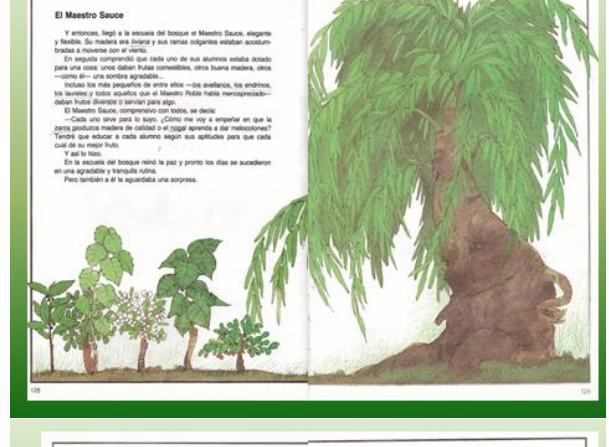 El Maestro Sauce
Y entonces, llegó a la escuela del bosque el Maestro Sauce, elegante
y flexible. Su madera era liviana y sus ramas colgantes estaban acostum-
bradas a moverse con el viento.
En seguida comprendió que cada uno de sus alumnos estaba dotado
para una cosa: unos daban frutas comestibles, otros buena madera, otros
—como él— una sombra agradable...
Incluso los más pequeños de entre ellos —los avellanos, los endrinos,
los laureles y todos aquellos que el Maestro Roble había menospreciado—
daban frutos diversos o servían para algo.
El Maestro Sauce, comprensivo con todos, se decía:
—Cada uno sirve para lo suyo. ¿Cómo me voy a empeñar en que la
zarza produzca madera de calidad o el nogal aprenda a dar melocotones?
Tendré que educar a cada alumno según sus aptitudes para que cada
cual dé su mejor fruto.
Y así lo hizo.
En la escuela del bosque reinó la paz y pronto los días se sucedieron
en una agradable y tranquila rutina.
Pero también a él le aguardaba una sorpresa.
128
129